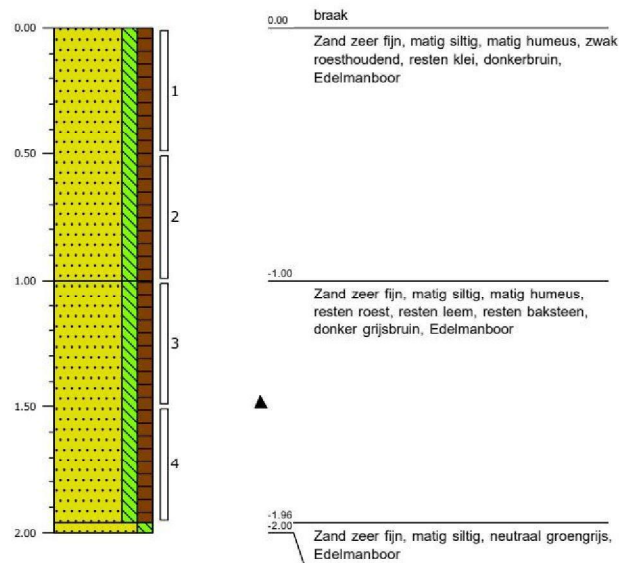 0.00
0.50
1.00
1.50
2.00
1
2
3
4
0.00
braak
Zand zeer fijn, matig siltig, matig humeus, zwak
roesthoudend, resten klei, donkerbruin,
Edelmanboor
-1.00
Zand zeer fijn, matig siltig, matig humeus,
resten roest, resten leem, resten baksteen,
donker grijsbruin, Edelmanboor
-1.96
-2.00
Zand zeer fijn, matig siltig, neutraal groengrijs,
Edelmanboor